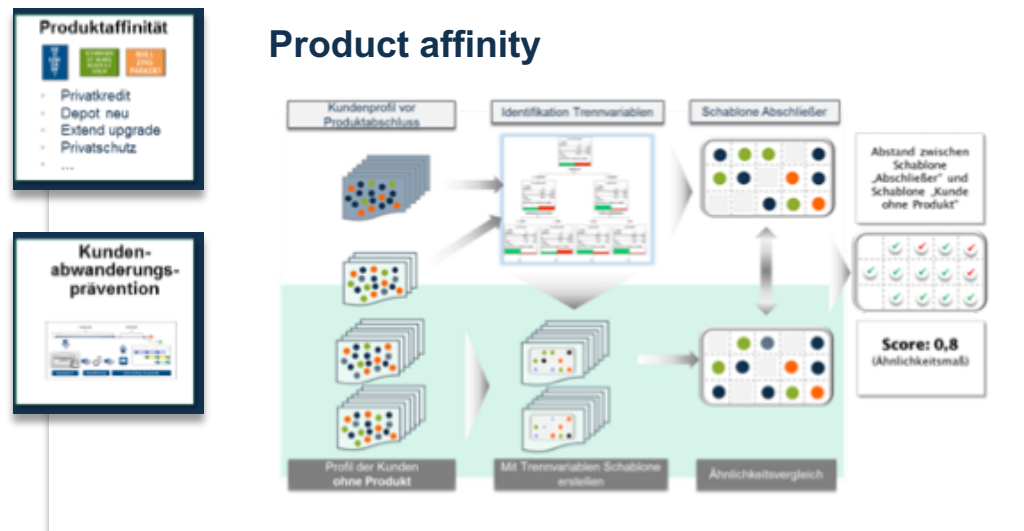 Produktaffinität
Privatkredit
Depot neu
Extend upgrade
Privatschutz
...
Kunden-
abwanderungs-
prävention
Product affinity
Kundenprofil vor
Produktabschluss
Identifikation Trennvariablen
Schablone Abschließer
Abstand zwischen
Schablone
„Abschließer“ und
Schablone „Kunde
ohne Produkt“
Score: 0,8
(Ähnlichkeitsmaß)
Profil der Kunden
ohne Produkt
Mit Trennvariablen Schablone
erstellen
Ähnlichkeitsvergleich